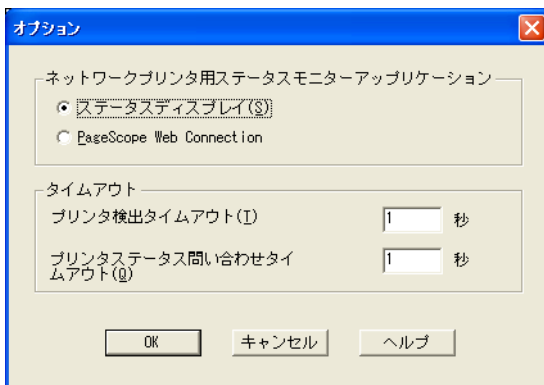 オプション
ネットワークプリンタ用ステータスモニターアップリケーション
ステータスディスプレイ(S)
PageScope Web Connection
タイムアウト
プリンタ検出タイムアウト(T)
1 秒
プリンタステータス問い合わせタイ
ムアウト(Q)
1 秒
OK キャンセル ヘルプ